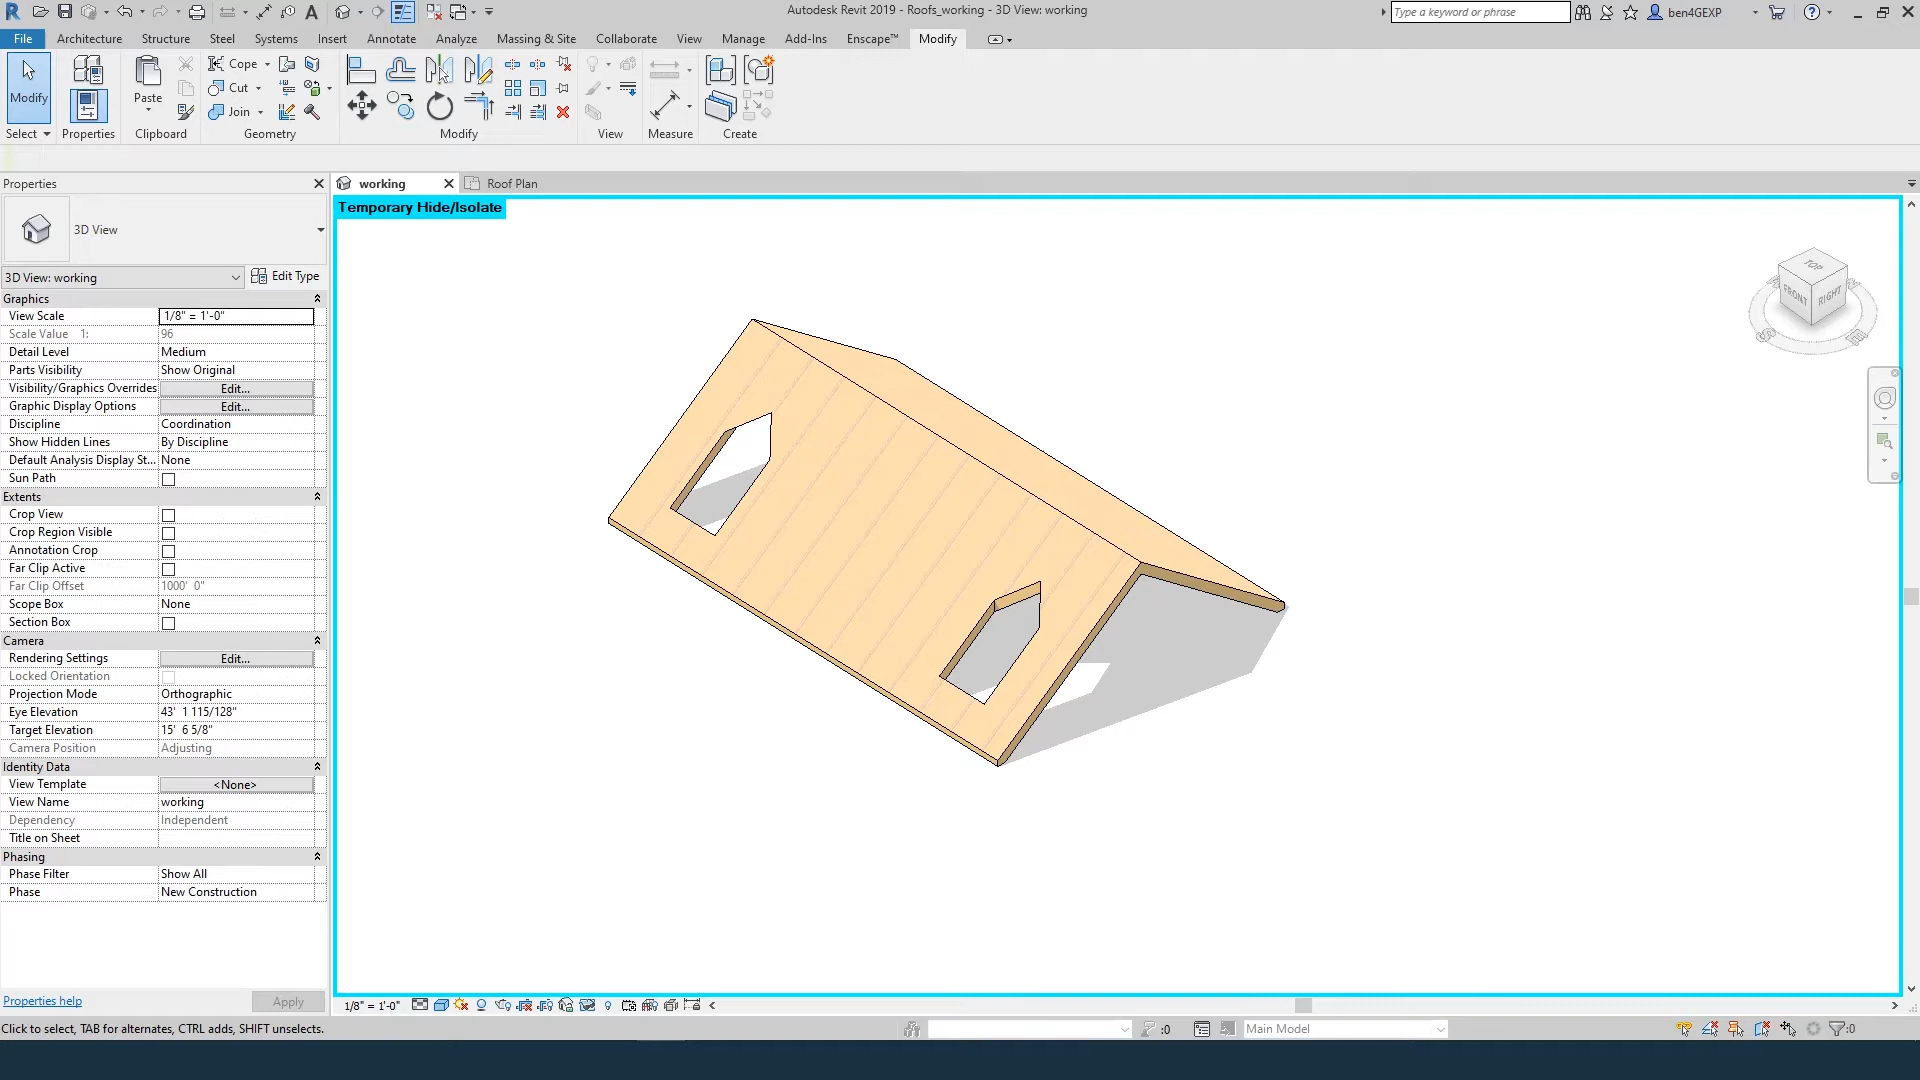 Autodesk Revit 2019 - Roofs_working - 3D View: working
Type a keyword or phrase
ben4GEXP
File Architecture Structure Steel Systems Insert Annotate Analyze Massing & Site Collaborate View Manage Add-Ins Enscape™ Modify
Modify
Paste
Cope
Cut
Join
Select Properties Clipboard Geometry Modify View Measure Create
Properties
working
Roof Plan
3D View
Temporary Hide/Isolate
3D View: working
Edit Type
Graphics
View Scale 1/8" = 1'-0"
Scale Value 1: 96
Detail Level Medium
Parts Visibility Show Original
Visibility/Graphics Overrides Edit...
Graphic Display Options Edit...
Discipline Coordination
Show Hidden Lines By Discipline
Default Analysis Display St... None
Sun Path
Extents
Crop View
Crop Region Visible
Annotation Crop
Far Clip Active
Far Clip Offset 1000' 0"
Scope Box None
Section Box
Camera
Rendering Settings Edit...
Locked Orientation
Projection Mode Orthographic
Eye Elevation 43' 1 115/128"
Target Elevation 15' 6 5/8"
Camera Position Adjusting
Identity Data
View Template <None>
View Name working
Dependency Independent
Title on Sheet
Phasing
Phase Filter Show All
Phase New Construction
TOP
FRONT
RIGHT
Properties help
Apply
1/8" = 1'-0"
Click to select, TAB for alternates, CTRL adds, SHIFT unselects.
:0
Main Model
:0